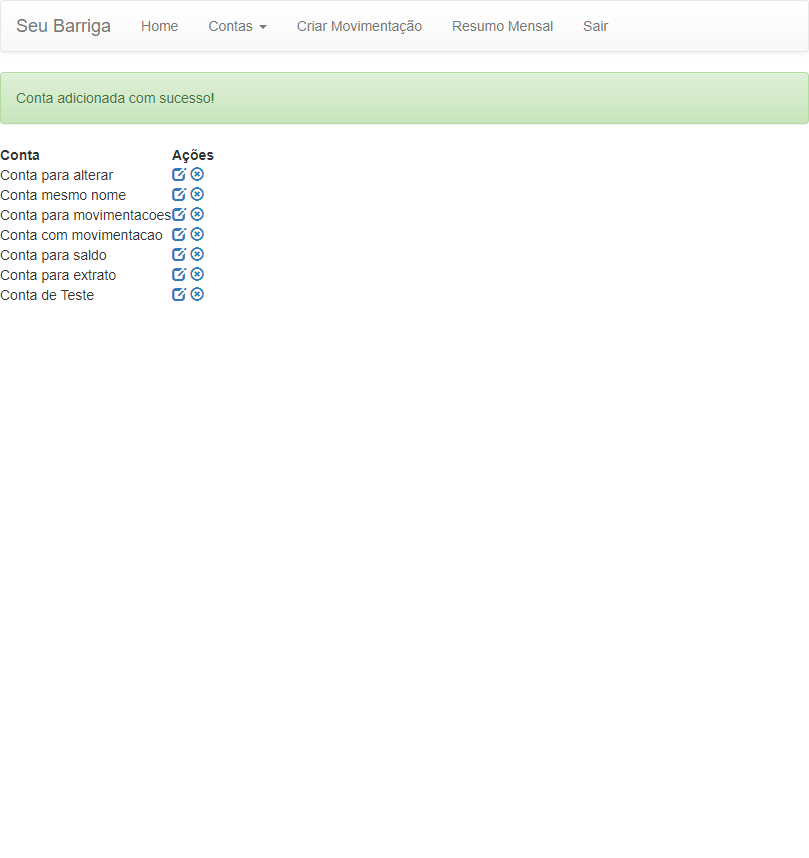 Seu Barriga Home Contas Criar Movimentação Resumo Mensal Sair
Conta adicionada com sucesso!
Conta Ações
Conta para alterar
Conta mesmo nome
Conta para movimentacoes
Conta com movimentacao
Conta para saldo
Conta para extrato
Conta de Teste